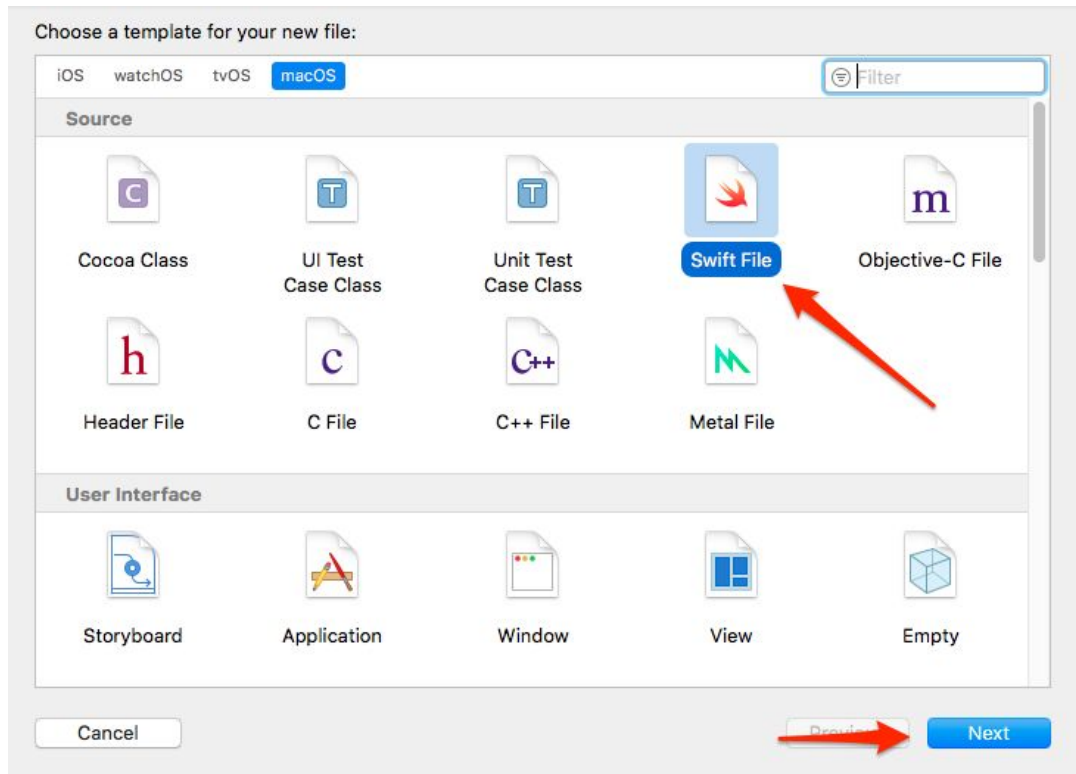 Choose a template for your new file:
iOS watchOS tvOS macOS Filter
Source
C T T m
Cocoa Class UI Test Unit Test Swift File Objective-C File
Case Class Case Class
h c C++
Header File C File C++ File Metal File
User Interface
Storyboard Application Window View Empty
Cancel Next